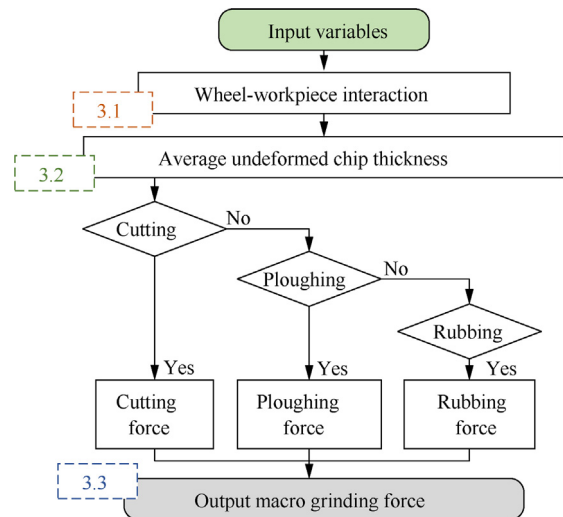 Input variables
Wheel-workpiece interaction
3.1
Average undeformed chip thickness
3.2
Cutting
No
Ploughing
No
Rubbing
Yes
Yes
Yes
Cutting
force
Ploughing
force
Rubbing
force
3.3
Output macro grinding force